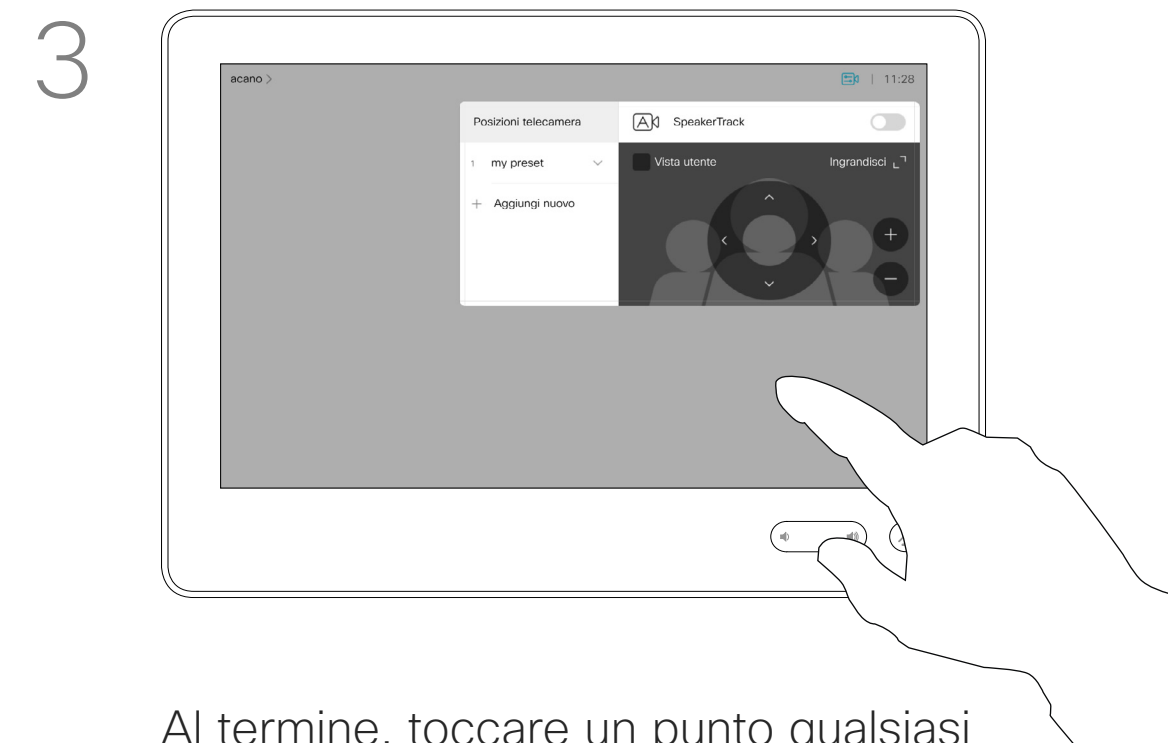 3
acano >
| 11:28
Posizioni telecamera
SpeakerTrack
1 my preset
Vista utente
Ingrandisci
+ Aggiungi nuovo
Al termine, toccare un punto qualsiasi